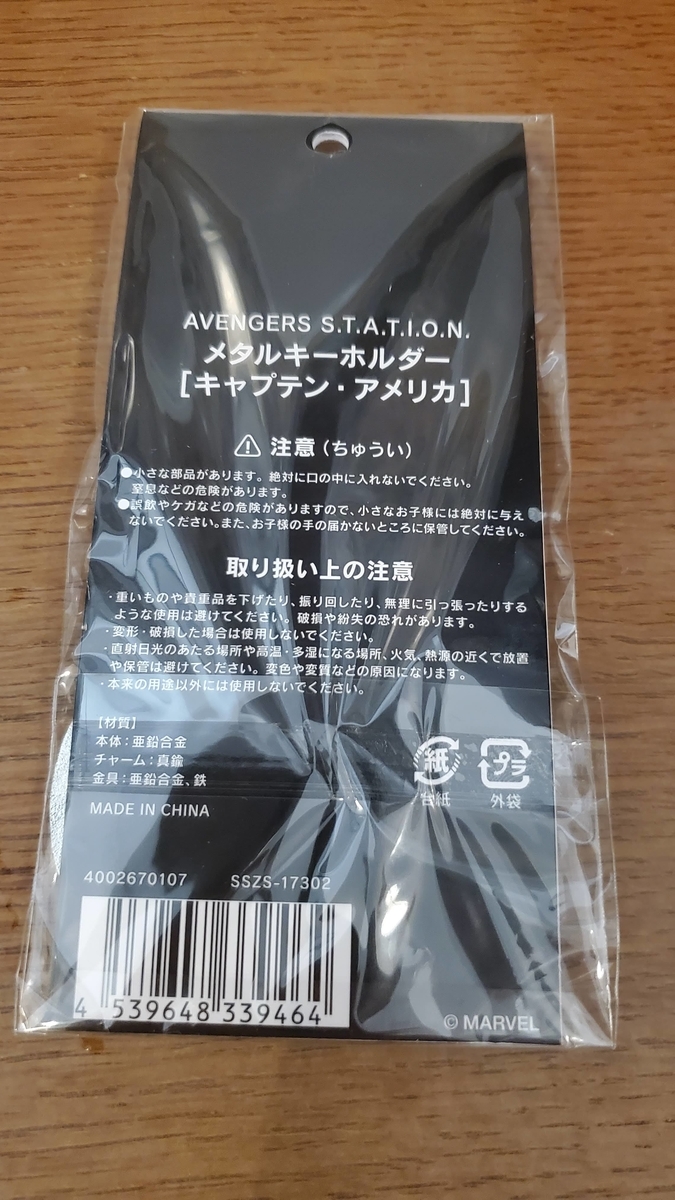 AVENGERS S.T.A.T.I.O.N.
メタルキーホルダー
[キャプテン・アメリカ]
注意(ちゅうい)
●小さな部品があります。絶対に口の中に入れないでください。
窒息などの危険があります。
●誤飲やケガなどの危険がありますので、小さなお子様には絶対に与え
ないでください。また、お子様の手の届かないところに保管してください。
取り扱い上の注意
・重いものや貴重品を下げたり、振り回したり、無理に引っ張ったりする
ような使用は避けてください。破損や紛失の恐れがあります。
・変形・破損した場合は使用しないでください。
・直射日光のあたる場所や高温・多湿になる場所、火気、熱源の近くで放置
や保管は避けてください。変色や変質などの原因になります。
・本来の用途以外には使用しないでください。
【材質】
本体:亜鉛合金
チャーム:真鍮
金具:亜鉛合金、鉄
紙 プラ
台紙 外袋
MADE IN CHINA
4002670107 SSZS-17302
4 539648 339464
© MARVEL